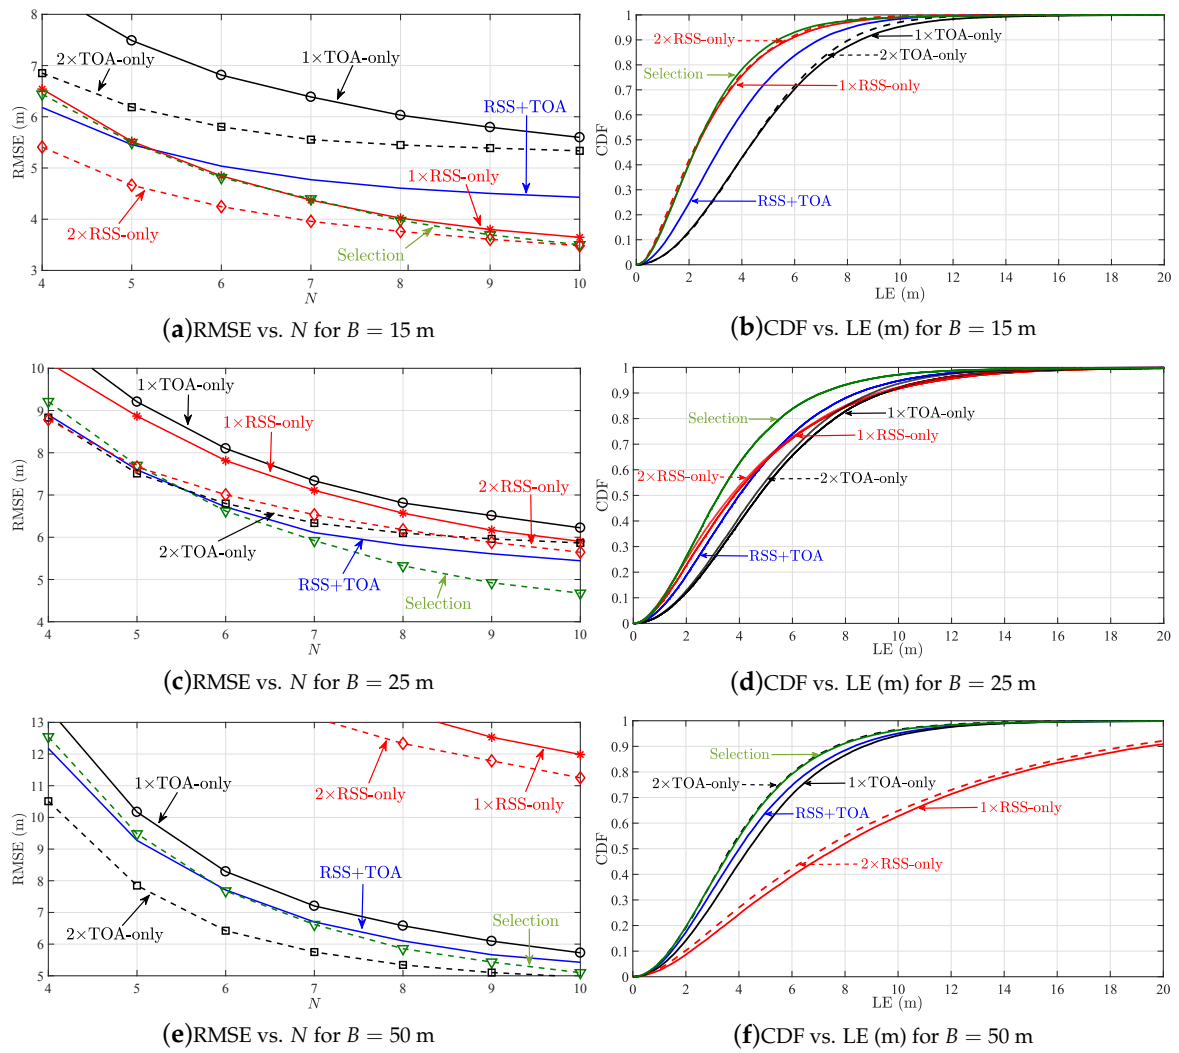 8
7
6
5
4
3
RMSE (m)
4 5 6 7 8 9 10
N
2×TOA-only
1×TOA-only
RSS+TOA
1×RSS-only
2×RSS-only
Selection
(a)RMSE vs. N for B = 15 m
1
0.9
0.8
0.7
0.6
0.5
0.4
0.3
0.2
0.1
0
CDF
0 2 4 6 8 10 12 14 16 18 20
LE (m)
2×RSS-only
1×TOA-only
2×TOA-only
Selection
1×RSS-only
RSS+TOA
(b)CDF vs. LE (m) for B = 15 m
10
9
8
7
6
5
4
RMSE (m)
4 5 6 7 8 9 10
N
1×TOA-only
1×RSS-only
2×RSS-only
2×TOA-only
RSS+TOA
Selection
(c)RMSE vs. N for B = 25 m
1
0.9
0.8
0.7
0.6
0.5
0.4
0.3
0.2
0.1
0
CDF
0 2 4 6 8 10 12 14 16 18 20
LE (m)
Selection
1×TOA-only
1×RSS-only
2×RSS-only
2×TOA-only
RSS+TOA
(d)CDF vs. LE (m) for B = 25 m
13
12
11
10
9
8
7
6
5
RMSE (m)
4 5 6 7 8 9 10
N
1×TOA-only
2×RSS-only
1×RSS-only
RSS+TOA
2×TOA-only
Selection
(e)RMSE vs. N for B = 50 m
1
0.9
0.8
0.7
0.6
0.5
0.4
0.3
0.2
0.1
0
CDF
0 2 4 6 8 10 12 14 16 18 20
LE (m)
Selection
2×TOA-only
1×TOA-only
RSS+TOA
1×RSS-only
2×RSS-only
(f)CDF vs. LE (m) for B = 50 m